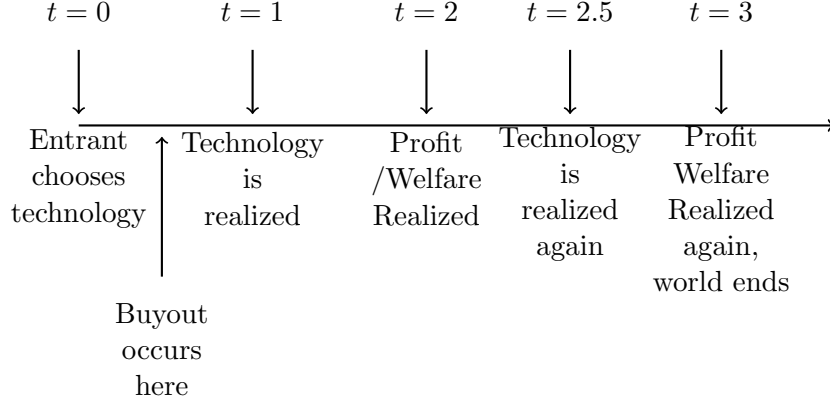 t = 0
t = 1
t = 2
t = 2.5
t = 3
Entrant
chooses
technology
Technology
is
realized
Profit
/Welfare
Realized
Technology
is
realized
again
Profit
Welfare
Realized
again,
world ends
Buyout
occurs
here